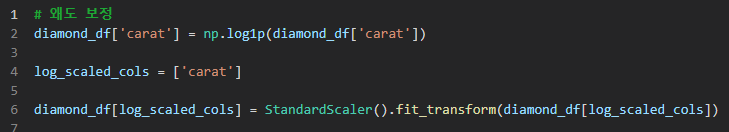 1 # 왜도 보정
2 diamond_df['carat'] = np.log1p(diamond_df['carat'])
3
4 log_scaled_cols = ['carat']
5
6 diamond_df[log_scaled_cols] = StandardScaler().fit_transform(diamond_df[log_scaled_cols])
7